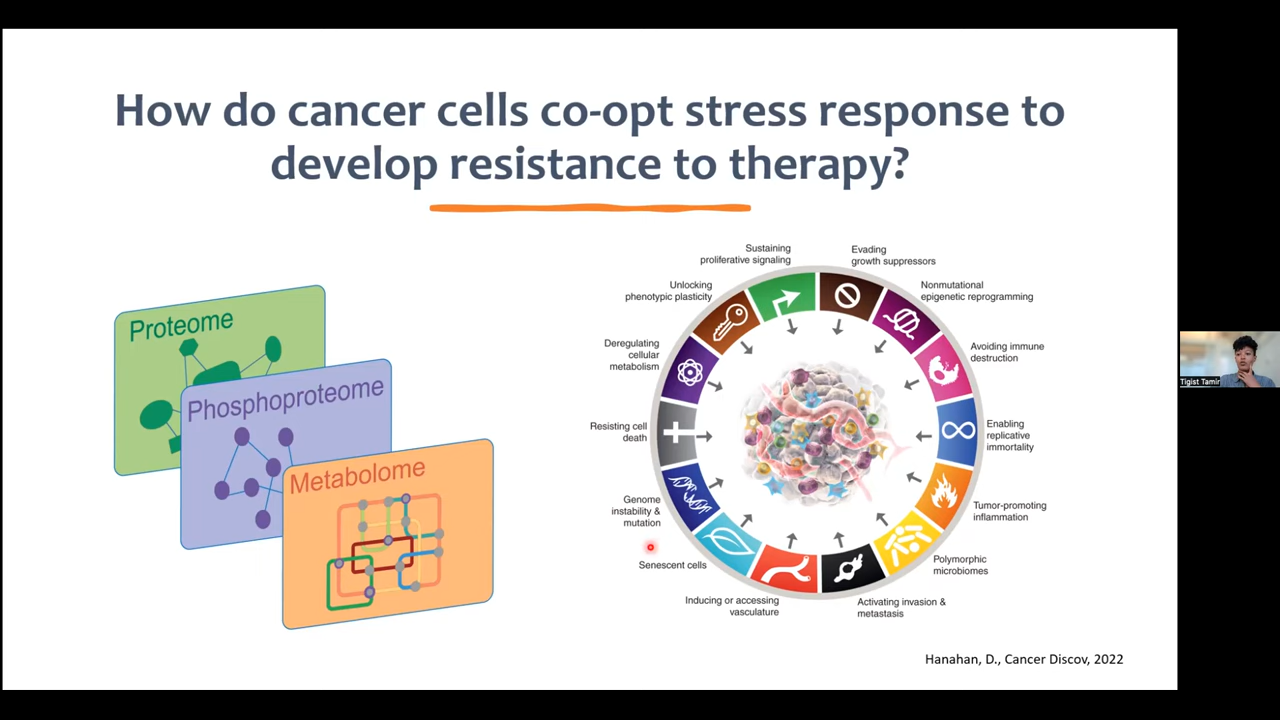 How do cancer cells co-opt stress response to
develop resistance to therapy?
Proteome
Phosphoproteome
Metabolome
Sustaining
proliferative signaling
Evading
growth suppressors
Unlocking
phenotypic plasticity
Nonmutational
epigenetic reprogramming
Deregulating
cellular
metabolism
Avoiding immune
destruction
Resisting cell
death
Enabling
replicative
immortality
Genome
instability &
mutation
Tumor-promoting
inflammation
Senescent cells
Polymorphic
microbiomes
Inducing or accessing
vasculature
Activating invasion &
metastasis
Hanahan, D., Cancer Discov, 2022
Tigist Tamir